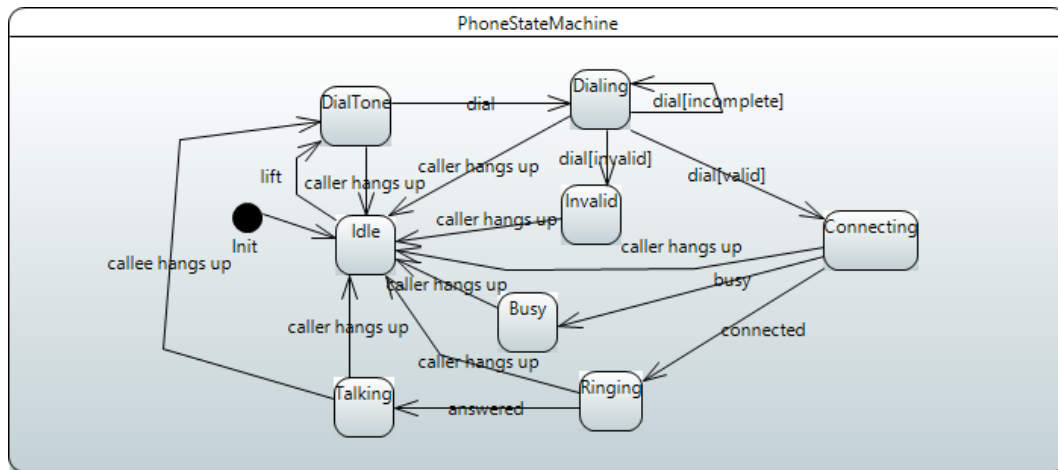 PhoneStateMachine
Dialing
DialTone
dial
dial[incomplete]
caller hangs up
dial[invalid]
lift
caller hangs up
dial[valid]
Invalid
caller hangs up
Idle
Connecting
Init
caller hangs up
callee hangs up
caller hangs up
busy
Busy
caller hangs up
connected
caller hangs up
Talking
Ringing
answered